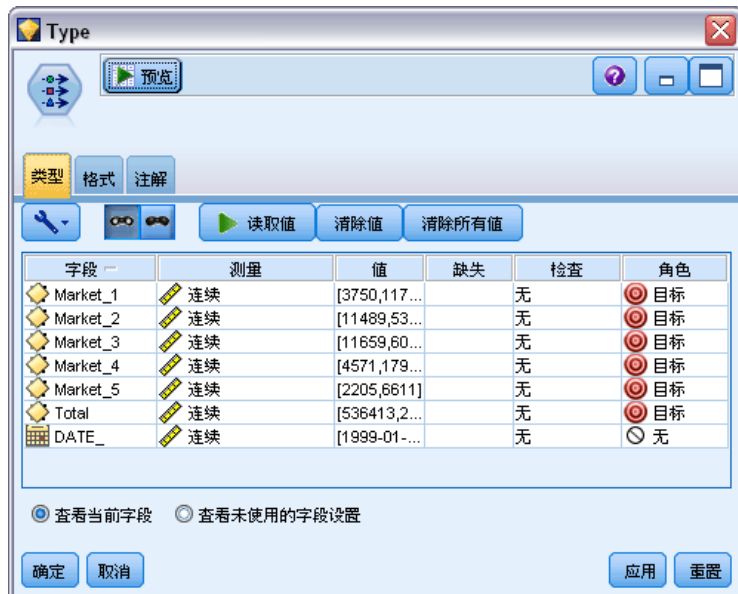 Type
预览
类型 格式 注解
读取值 清除值 清除所有值
字段 测量 值 缺失 检查 角色
Market_1 连续 [3750,117... 无 目标
Market_2 连续 [11489,53... 无 目标
Market_3 连续 [11659,60... 无 目标
Market_4 连续 [4571,179... 无 目标
Market_5 连续 [2205,6611] 无 目标
Total 连续 [536413,2... 无 目标
DATE_ 连续 [1999-01-... 无 无
查看当前字段 查看未使用的字段设置
确定 取消 应用 重置